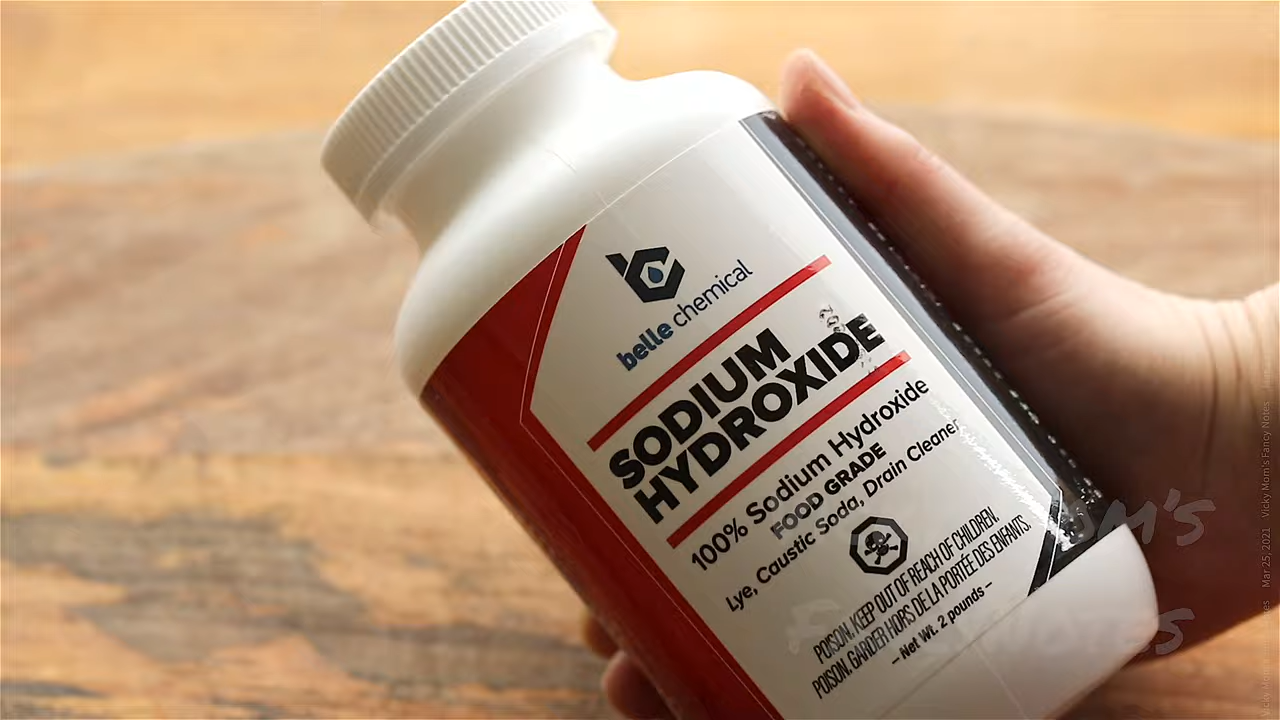 belle chemical
SODIUM
HYDROXIDE
100% Sodium Hydroxide
FOOD GRADE
Lye, Caustic Soda, Drain Cleaner
POISON. KEEP OUT OF REACH OF CHILDREN.
POISON. GARDER HORS DE LA PORTÉE DES ENFANTS.
– Net Wt. 2 pounds –
MOM'S
Mar 25, 2021 Vicky Mom's Fancy Notes